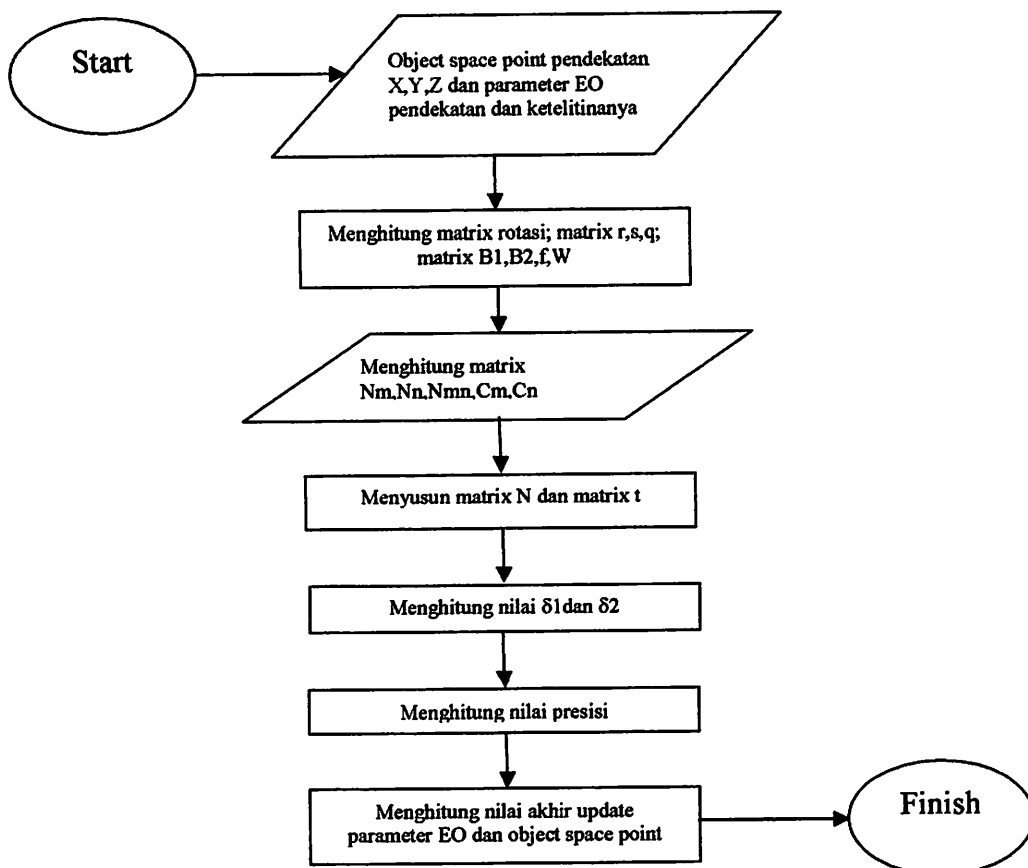 Start
Object space point pendekatan
X,Y,Z dan parameter EO
pendekatan dan ketelitinanya
Menghitung matrix rotasi; matrix r,s,q;
matrix B1,B2,f,W
Menghitung matrix
Nm,Nn,Nmn,Cm,Cn
Menyusun matrix N dan matrix t
Menghitung nilai δ1dan δ2
Menghitung nilai presisi
Menghitung nilai akhir update
parameter EO dan object space point
Finish